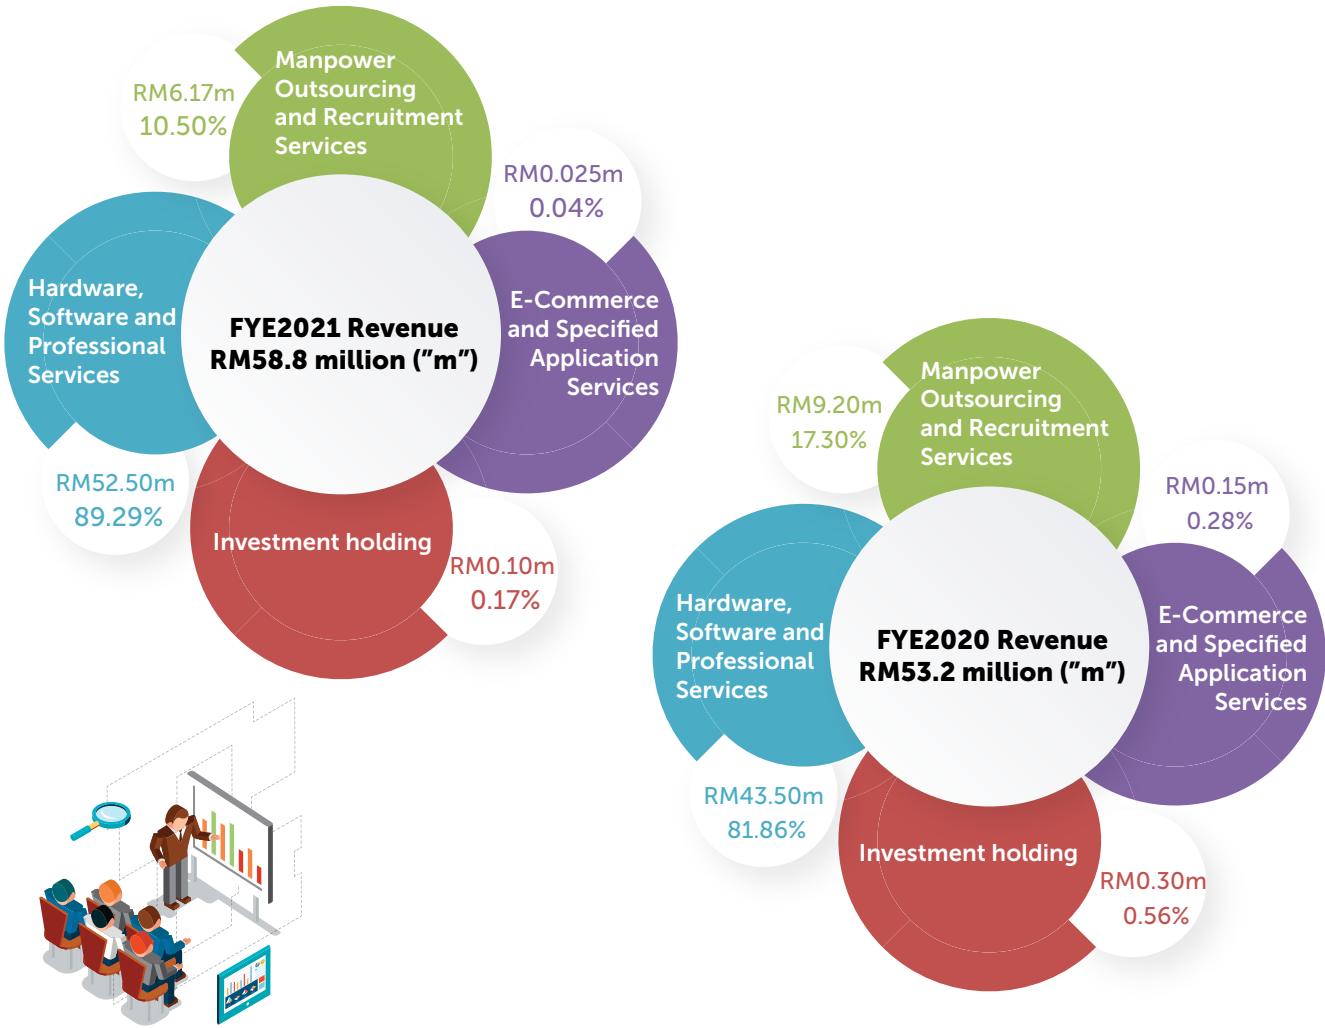 RM6.17m
10.50%
Manpower
Outsourcing
and Recruitment
Services
RM0.025m
0.04%
Hardware,
Software and
Professional
Services
FYE2021 Revenue
RM58.8 million (”m”)
E-Commerce
and Specified
Application
Services
RM52.50m
89.29%
Investment holding
RM0.10m
0.17%
RM9.20m
17.30%
Manpower
Outsourcing
and Recruitment
Services
RM0.15m
0.28%
Hardware,
Software and
Professional
Services
FYE2020 Revenue
RM53.2 million (”m”)
E-Commerce
and Specified
Application
Services
RM43.50m
81.86%
Investment holding
RM0.30m
0.56%